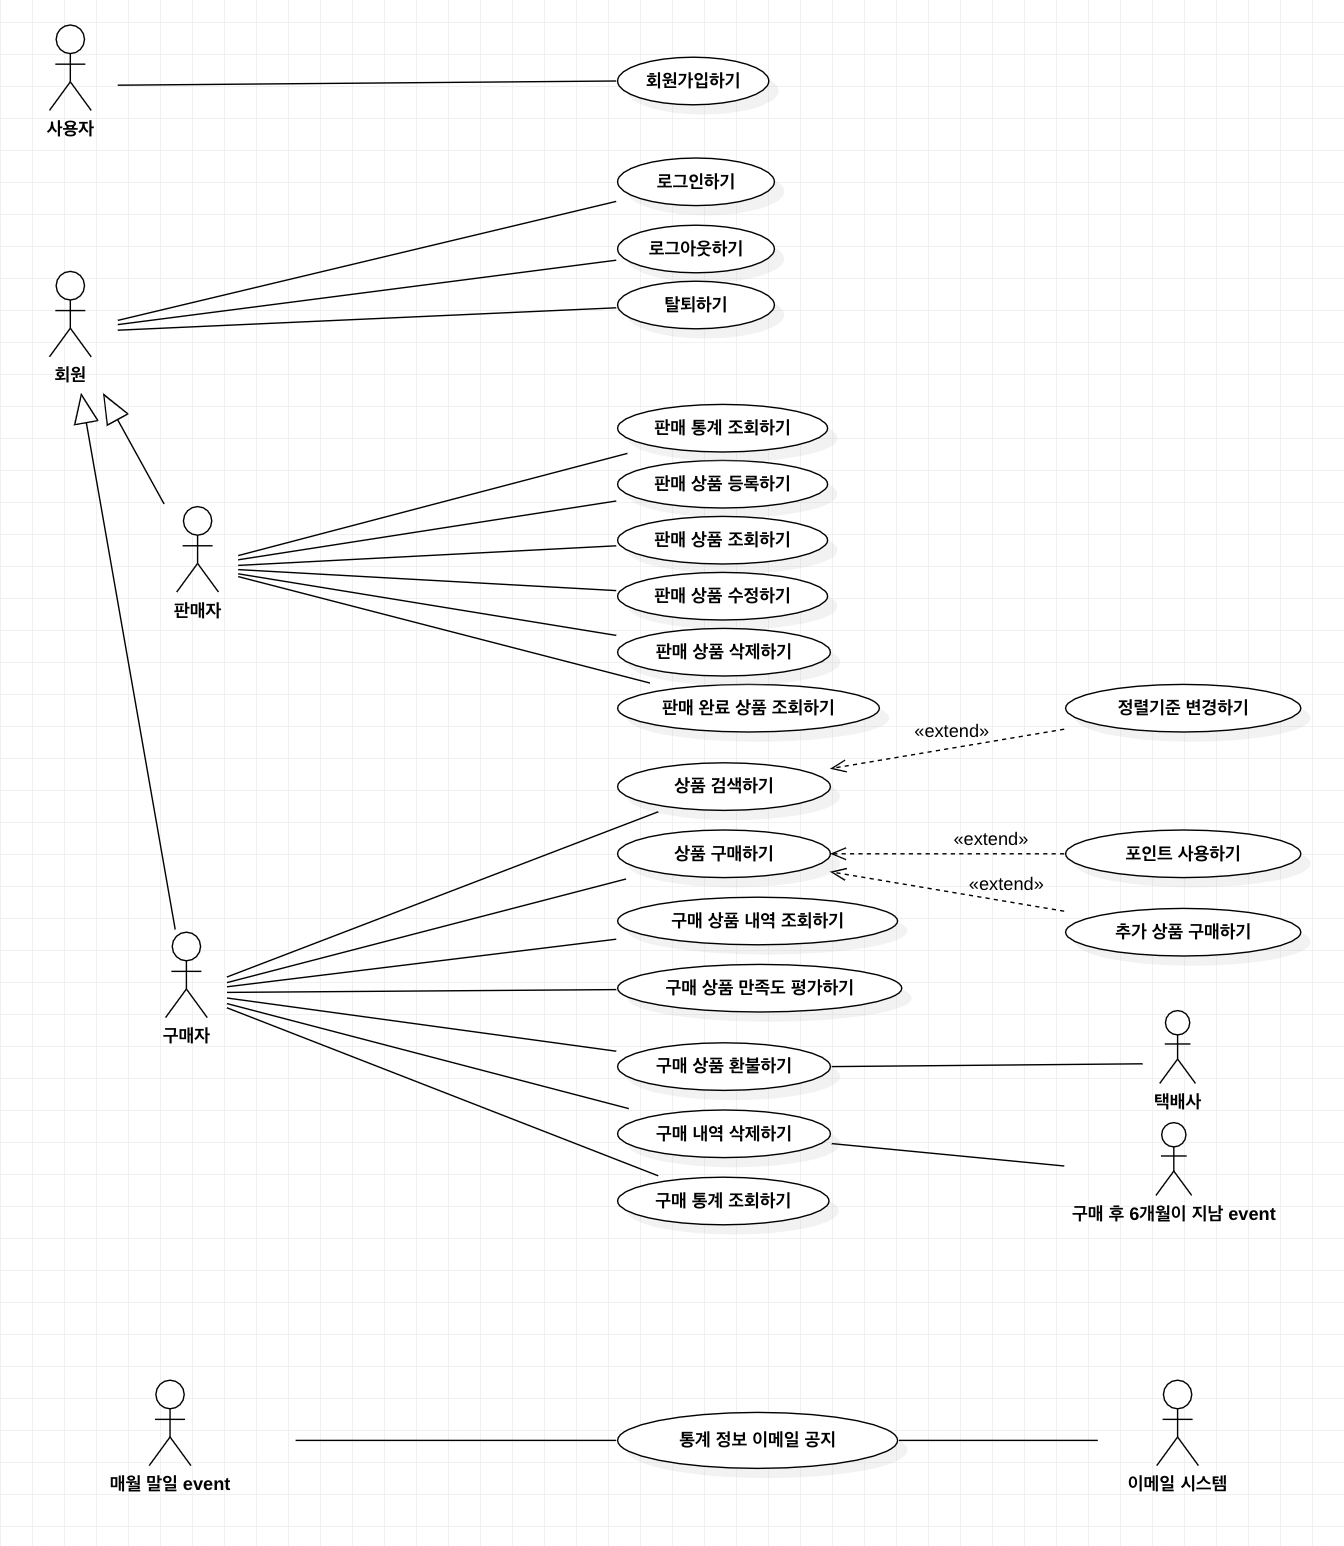 사용자
회원가입하기
로그인하기
로그아웃하기
탈퇴하기
회원
판매 통계 조회하기
판매 상품 등록하기
판매 상품 조회하기
판매 상품 수정하기
판매 상품 삭제하기
판매 완료 상품 조회하기
판매자
정렬기준 변경하기
«extend»
상품 검색하기
상품 구매하기
«extend»
포인트 사용하기
«extend»
추가 상품 구매하기
구매 상품 내역 조회하기
구매 상품 만족도 평가하기
구매자
구매 상품 환불하기
택배사
구매 내역 삭제하기
구매 통계 조회하기
구매 후 6개월이 지남 event
매월 말일 event
통계 정보 이메일 공지
이메일 시스템